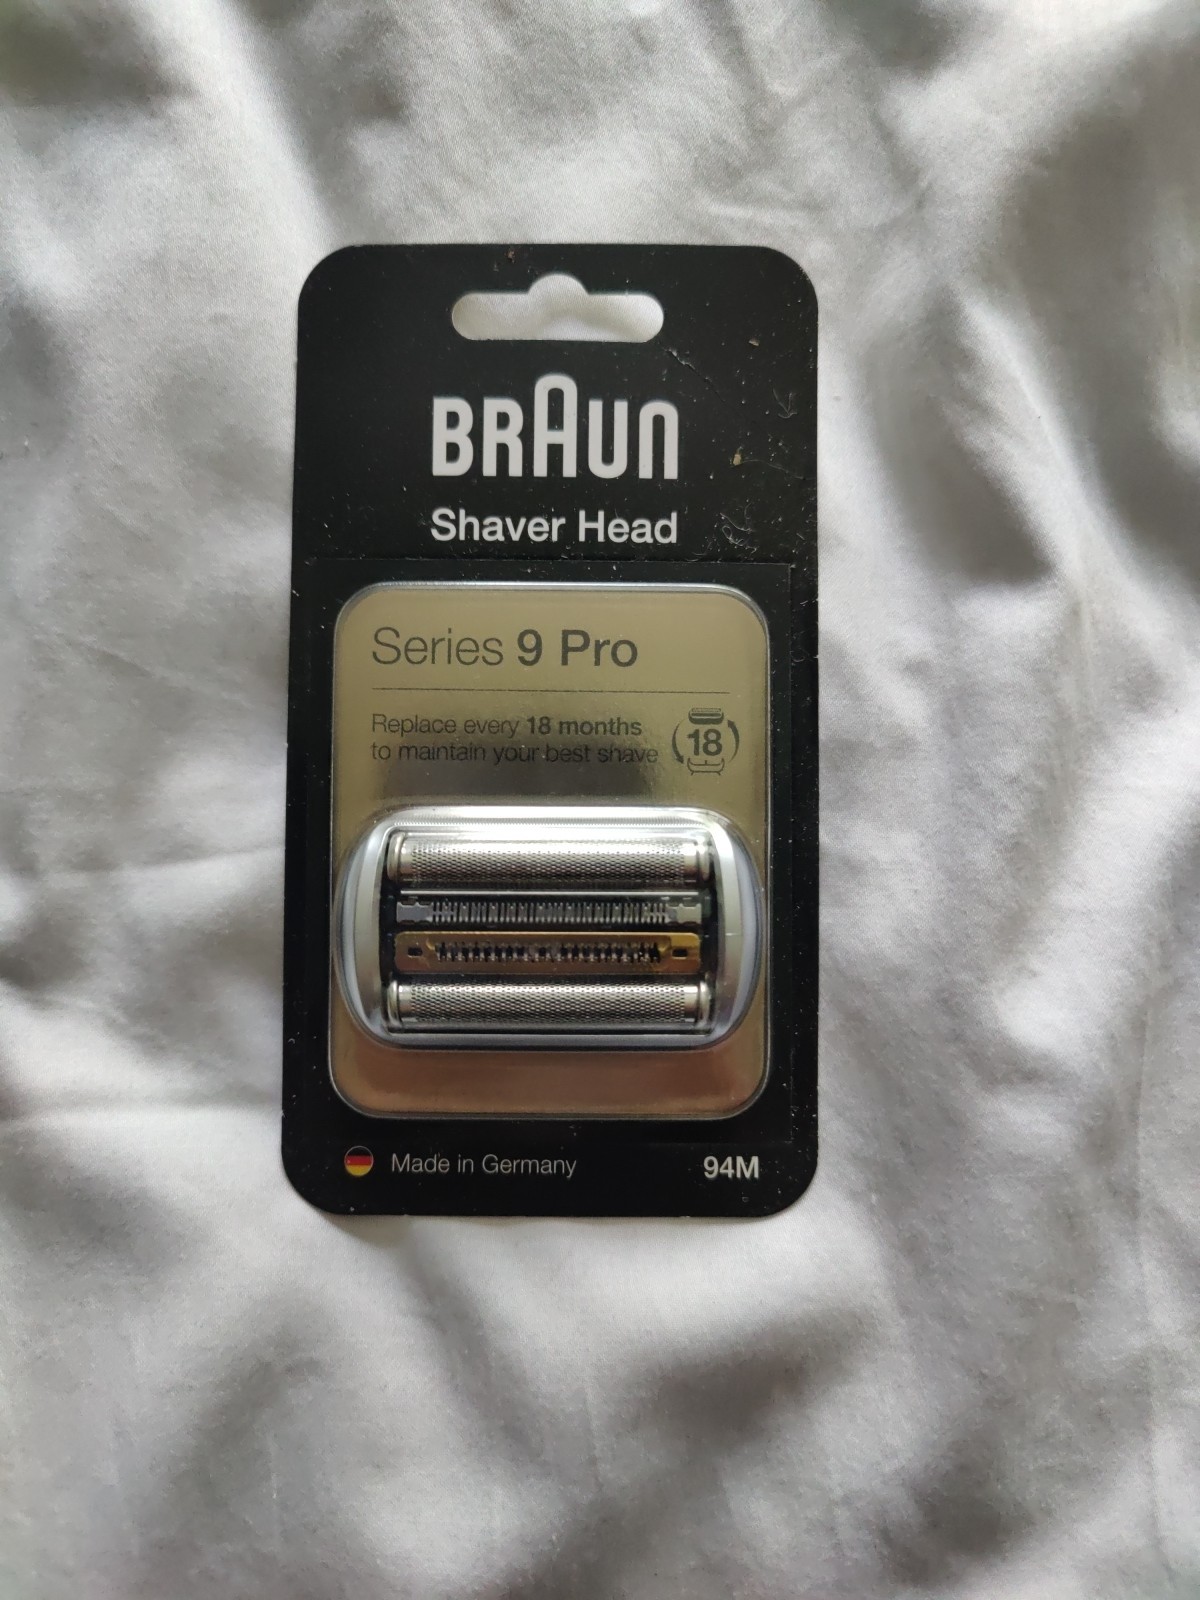 BRAUN
Shaver Head
Series 9 Pro
Replace every 18 months
to maintain your best shave
18
Made in Germany
94M